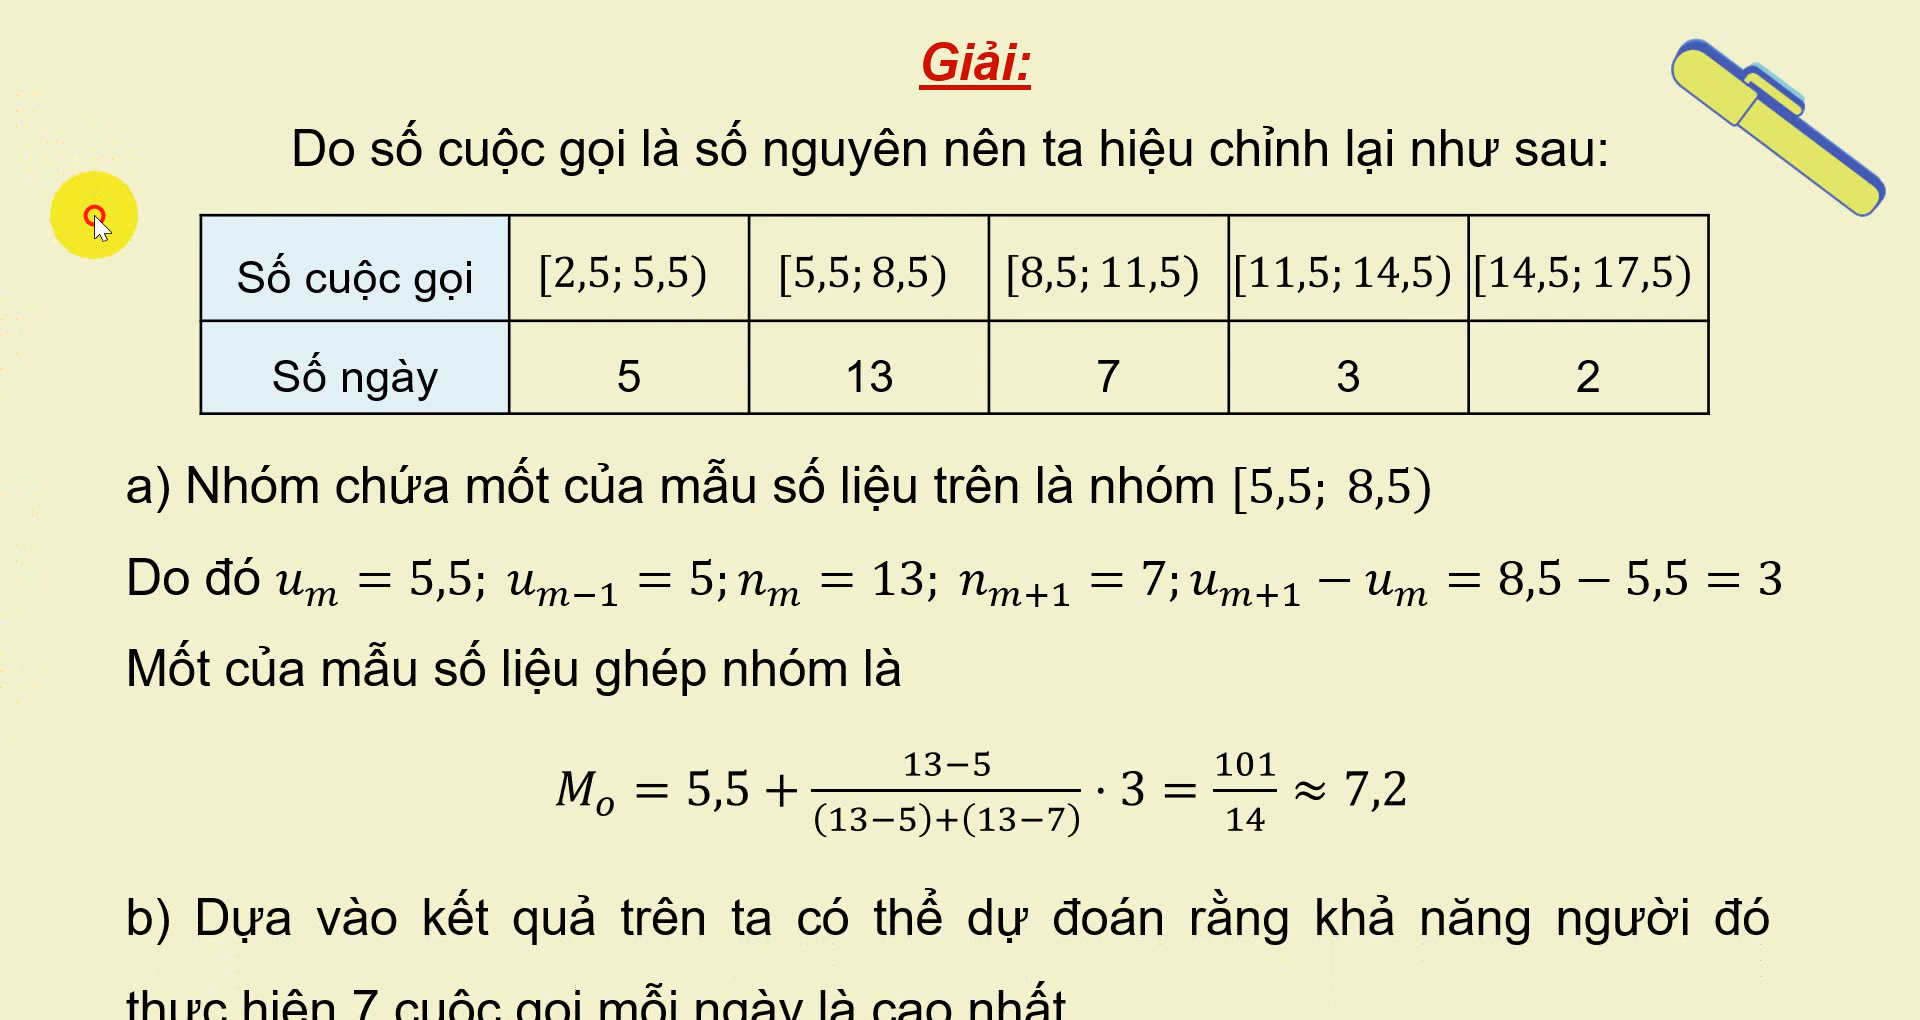 Giải:
Do số cuộc gọi là số nguyên nên ta hiệu chỉnh lại như sau:
Số cuộc gọi [2,5; 5,5) [5,5; 8,5) [8,5; 11,5) [11,5; 14,5) [14,5; 17,5)
Số ngày 5 13 7 3 2
a) Nhóm chứa mốt của mẫu số liệu trên là nhóm [5,5; 8,5)
Do đó u_m = 5,5; u_{m−1} = 5; n_m = 13; n_{m+1} = 7; u_{m+1} − u_m = 8,5 − 5,5 = 3
Mốt của mẫu số liệu ghép nhóm là
M_o = 5,5 + \frac{13−5}{(13−5)+(13−7)} · 3 = \frac{101}{14} ≈ 7,2
b) Dựa vào kết quả trên ta có thể dự đoán rằng khả năng người đó
thực hiện 7 cuộc gọi mỗi ngày là cao nhất